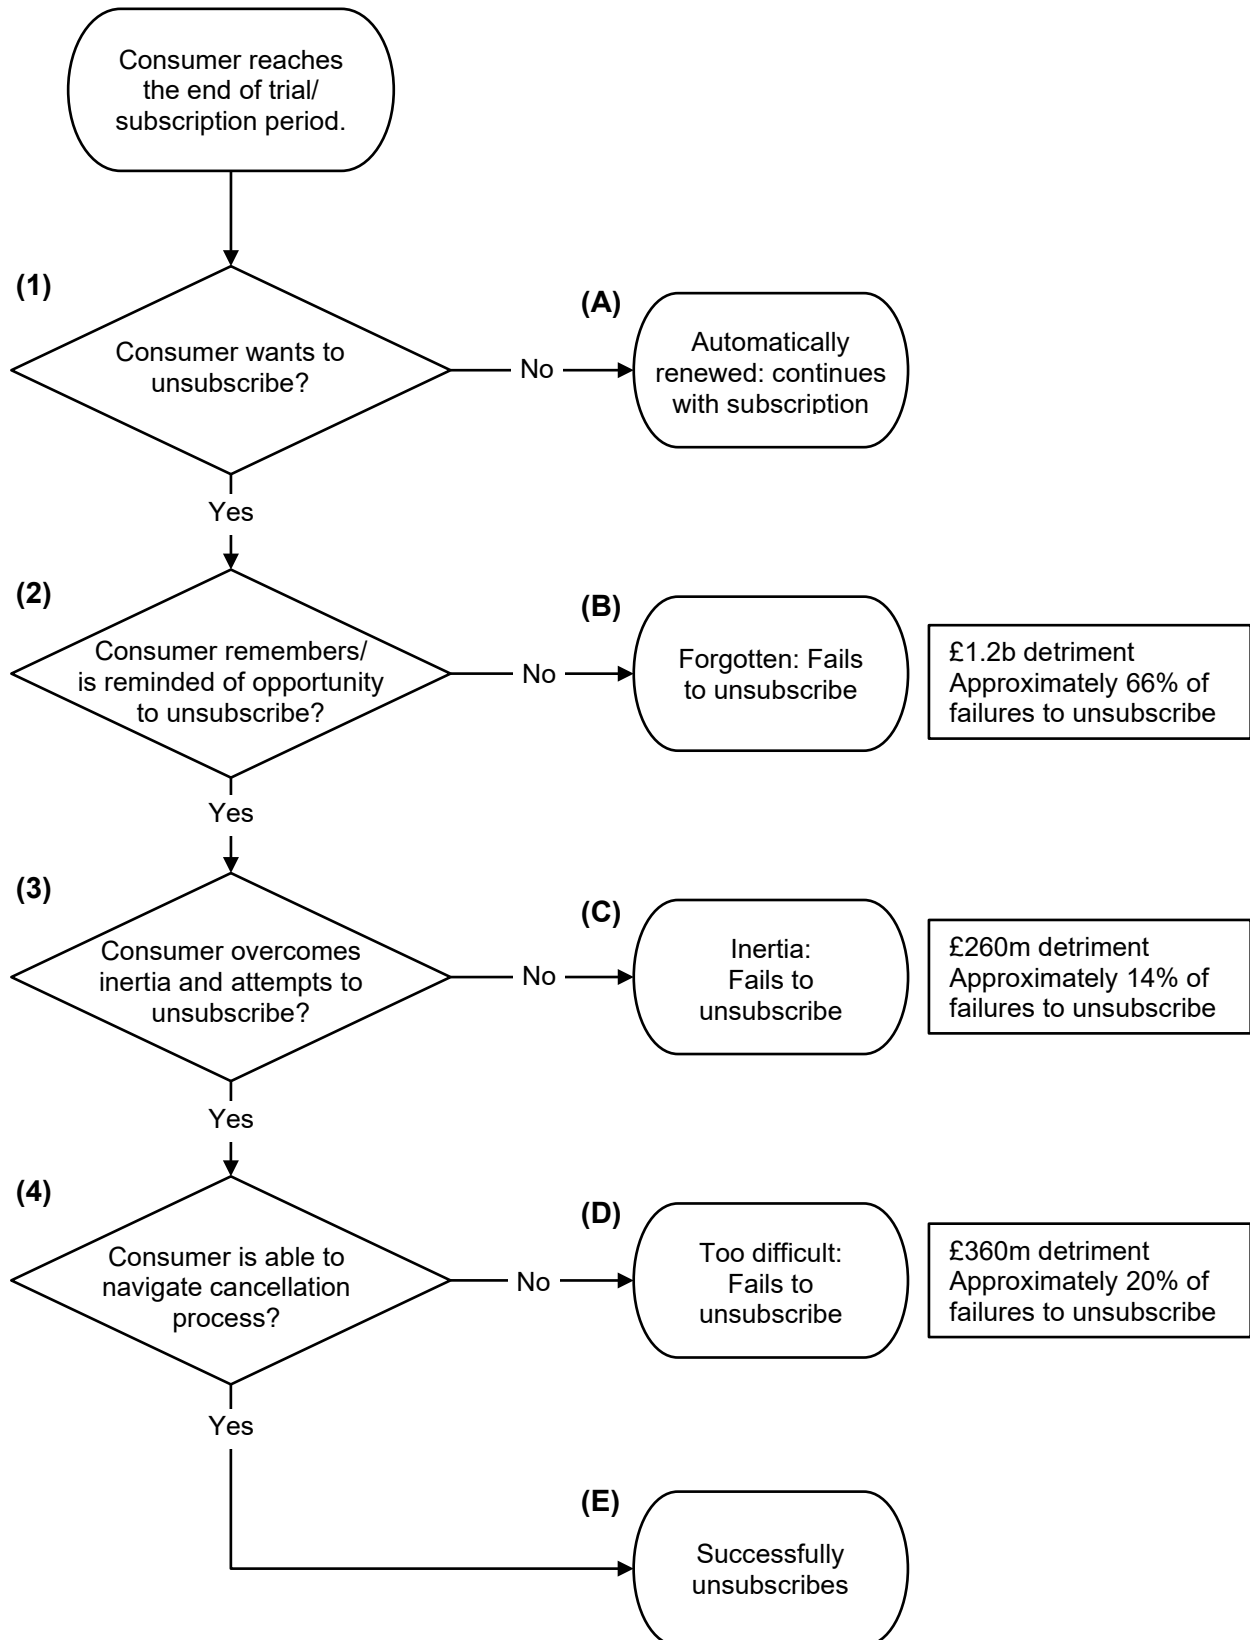 Consumer reaches
the end of trial/
subscription period.
(1)
Consumer wants to
unsubscribe?
No
(A)
Automatically
renewed: continues
with subscription
Yes
(2)
Consumer remembers/
is reminded of opportunity
to unsubscribe?
No
(B)
Forgotten: Fails
to unsubscribe
£1.2b detriment
Approximately 66% of
failures to unsubscribe
Yes
(3)
Consumer overcomes
inertia and attempts to
unsubscribe?
No
(C)
Inertia:
Fails to
unsubscribe
£260m detriment
Approximately 14% of
failures to unsubscribe
Yes
(4)
Consumer is able to
navigate cancellation
process?
No
(D)
Too difficult:
Fails to
unsubscribe
£360m detriment
Approximately 20% of
failures to unsubscribe
Yes
(E)
Successfully
unsubscribes